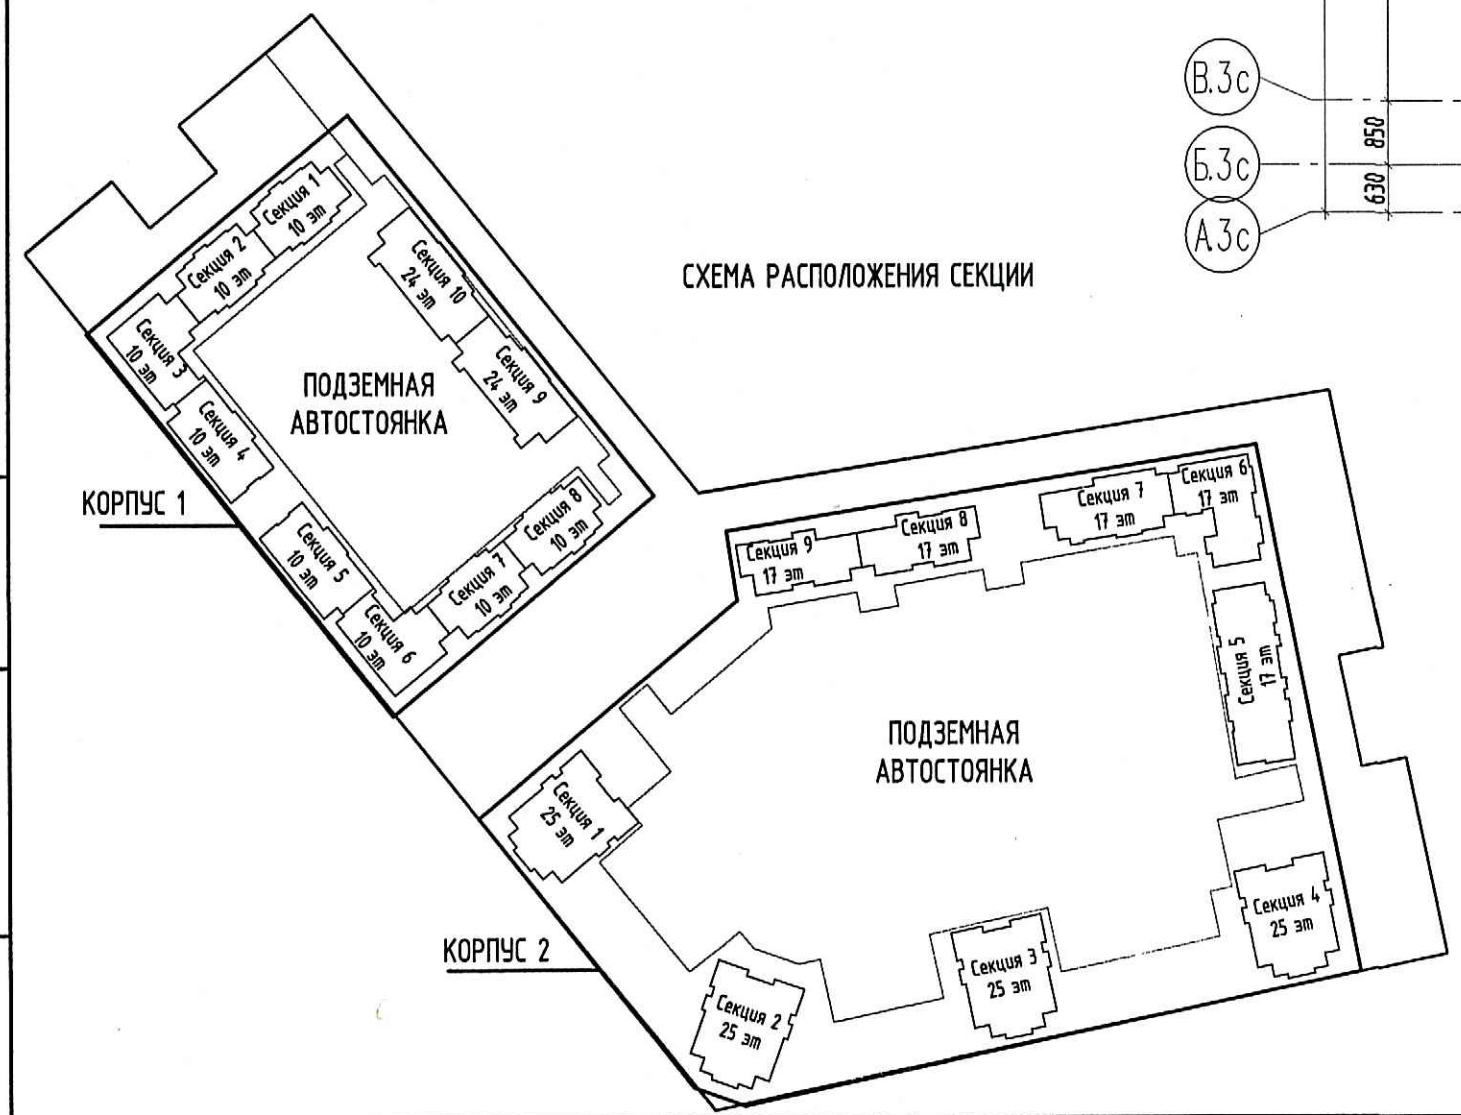 В.3с
850
Б.3с
630
А.3с
СХЕМА РАСПОЛОЖЕНИЯ СЕКЦИИ
Секция 1
10 эт
Секция 2
10 эт
Секция 3
10 эт
Секция 4
10 эт
Секция 5
10 эт
Секция 6
10 эт
Секция 7
10 эт
Секция 8
10 эт
Секция 9
24 эт
Секция 10
24 эт
ПОДЗЕМНАЯ
АВТОСТОЯНКА
КОРПУС 1
Секция 9
17 эт
Секция 8
17 эт
Секция 7
17 эт
Секция 6
17 эт
Секция 5
17 эт
ПОДЗЕМНАЯ
АВТОСТОЯНКА
Секция 1
25 эт
Секция 2
25 эт
Секция 3
25 эт
Секция 4
25 эт
КОРПУС 2